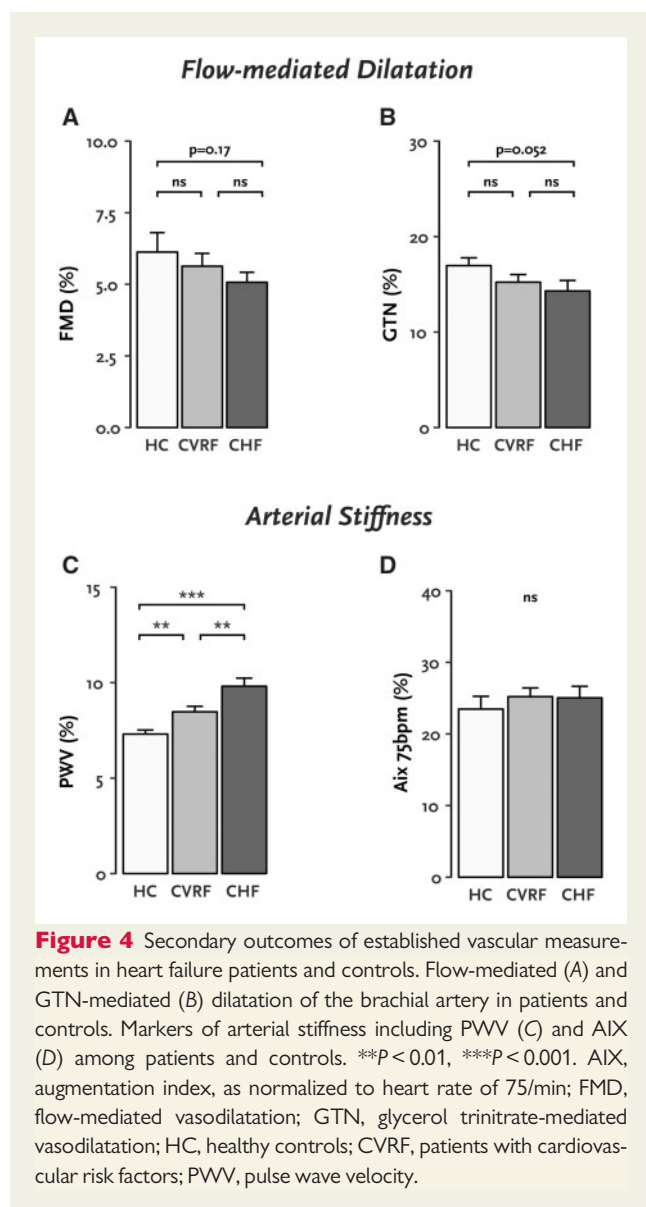 Flow-mediated Dilatation
A
10.0
7.5
5.0
2.5
0.0
FMD (%)
p=0.17
ns
ns
HC CVRF CHF
B
30
20
10
0
GTN (%)
p=0.052
ns
ns
HC CVRF CHF
Arterial Stiffness
C
15
10
5
0
PWV (%)
***
**
**
HC CVRF CHF
D
40
30
20
10
0
Aix 75bpm (%)
ns
HC CVRF CHF
Figure 4 Secondary outcomes of established vascular measure-
ments in heart failure patients and controls. Flow-mediated (A) and
GTN-mediated (B) dilatation of the brachial artery in patients and
controls. Markers of arterial stiffness including PWV (C) and AIX
(D) among patients and controls. **P < 0.01, ***P < 0.001. AIX,
augmentation index, as normalized to heart rate of 75/min; FMD,
flow-mediated vasodilatation; GTN, glycerol trinitrate-mediated
vasodilatation; HC, healthy controls; CVRF, patients with cardiovas-
cular risk factors; PWV, pulse wave velocity.